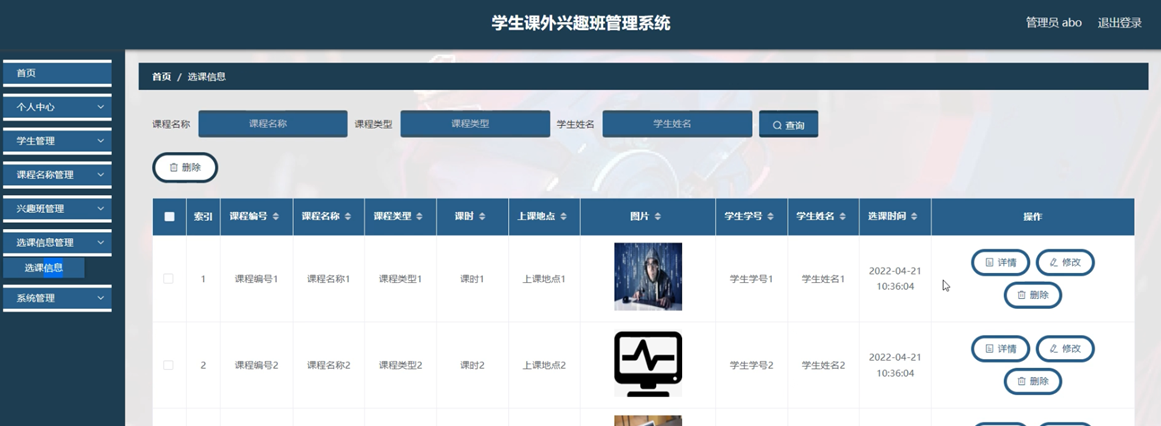 学生课外兴趣班管理系统
管理员 abo 退出登录
首页
个人中心
学生管理
课程名称管理
兴趣班管理
选课信息管理
选课信息
系统管理
首页 / 选课信息
课程名称 课程名称 课程类型 课程类型 学生姓名 学生姓名 查询
删除
索引 课程编号 课程名称 课程类型 课时 上课地点 图片 学生学号 学生姓名 选课时间 操作
1 课程编号1 课程名称1 课程类型1 课时1 上课地点1 学生学号1 学生姓名1 2022-04-21 10:36:04 详情 修改
删除
2 课程编号2 课程名称2 课程类型2 课时2 上课地点2 学生学号2 学生姓名2 2022-04-21 10:36:04 详情 修改
删除